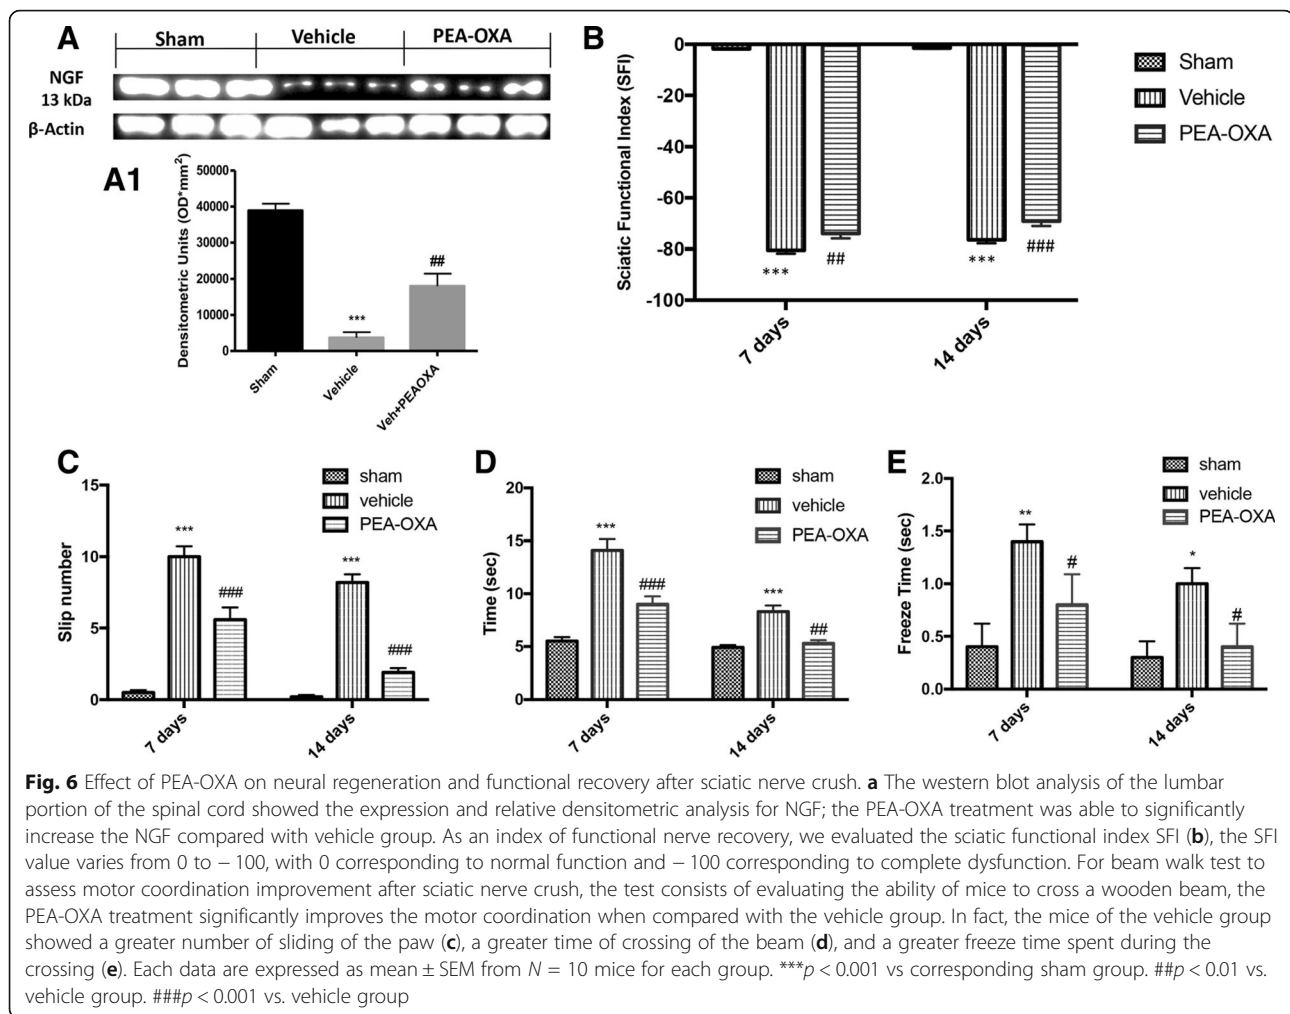 A
Sham
Vehicle
PEA-OXA
NGF
13 kDa
β-Actin
A1
Densitometric Units (OD*mm²)
50000
40000
30000
20000
10000
0
***
##
Sham
Vehicle
Veh+PEAOXA
B
Sciatic Functional Index (SFI)
0
-20
-40
-60
-80
-100
***
##
***
###
7 days
14 days
Sham
Vehicle
PEA-OXA
C
Slip number
15
10
5
0
***
###
***
###
7 days
14 days
sham
vehicle
PEA-OXA
D
Time (sec)
20
15
10
5
0
***
###
***
##
7 days
14 days
sham
vehicle
PEA-OXA
E
Freeze Time (sec)
2.0
1.5
1.0
0.5
0.0
**
#
*
#
7 days
14 days
sham
vehicle
PEA-OXA
Fig. 6 Effect of PEA-OXA on neural regeneration and functional recovery after sciatic nerve crush. a The western blot analysis of the lumbar
portion of the spinal cord showed the expression and relative densitometric analysis for NGF; the PEA-OXA treatment was able to significantly
increase the NGF compared with vehicle group. As an index of functional nerve recovery, we evaluated the sciatic functional index SFI (b), the SFI
value varies from 0 to − 100, with 0 corresponding to normal function and − 100 corresponding to complete dysfunction. For beam walk test to
assess motor coordination improvement after sciatic nerve crush, the test consists of evaluating the ability of mice to cross a wooden beam, the
PEA-OXA treatment significantly improves the motor coordination when compared with the vehicle group. In fact, the mice of the vehicle group
showed a greater number of sliding of the paw (c), a greater time of crossing of the beam (d), and a greater freeze time spent during the
crossing (e). Each data are expressed as mean ± SEM from N = 10 mice for each group. ***p < 0.001 vs corresponding sham group. ##p < 0.01 vs.
vehicle group. ###p < 0.001 vs. vehicle group